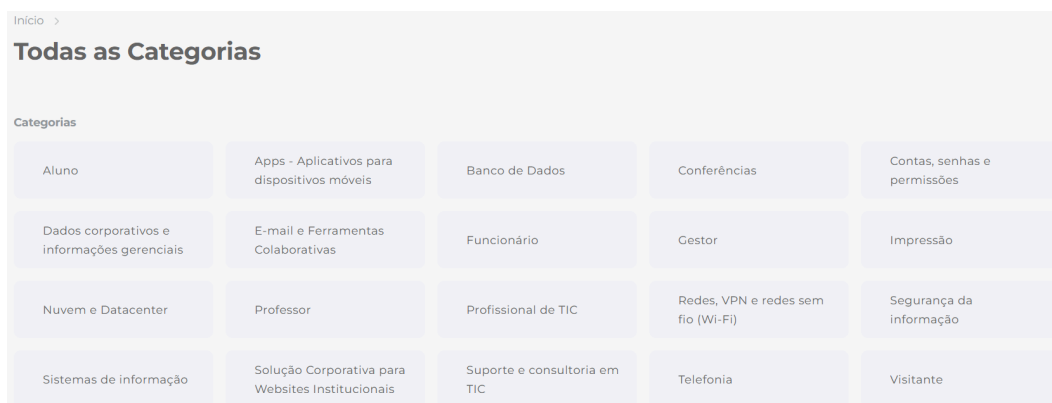 Início >
Todas as Categorias
Categorias
Aluno
Apps - Aplicativos para
dispositivos móveis
Banco de Dados
Conferências
Contas, senhas e
permissões
Dados corporativos e
informações gerenciais
E-mail e Ferramentas
Colaborativas
Funcionário
Gestor
Impressão
Nuvem e Datacenter
Professor
Profissional de TIC
Redes, VPN e redes sem
fio (Wi-Fi)
Segurança da
informação
Sistemas de informação
Solução Corporativa para
Websites Institucionais
Suporte e consultoria em
TIC
Telefonia
Visitante